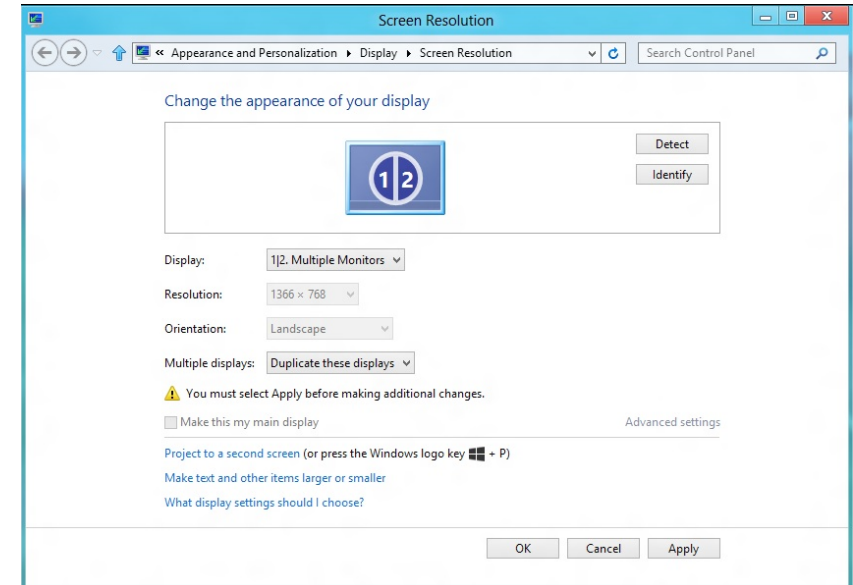 Screen Resolution
« Appearance and Personalization ▸ Display ▸ Screen Resolution
Search Control Panel
Change the appearance of your display
1|2
Detect
Identify
Display: 1|2. Multiple Monitors
Resolution: 1366 × 768
Orientation: Landscape
Multiple displays: Duplicate these displays
You must select Apply before making additional changes.
Make this my main display
Advanced settings
Project to a second screen (or press the Windows logo key + P)
Make text and other items larger or smaller
What display settings should I choose?
OK Cancel Apply